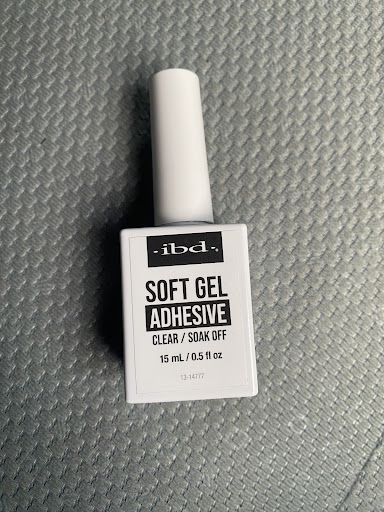 ·ibd·
SOFT GEL
ADHESIVE
CLEAR / SOAK OFF
15 mL / 0.5 fl oz
13-14777